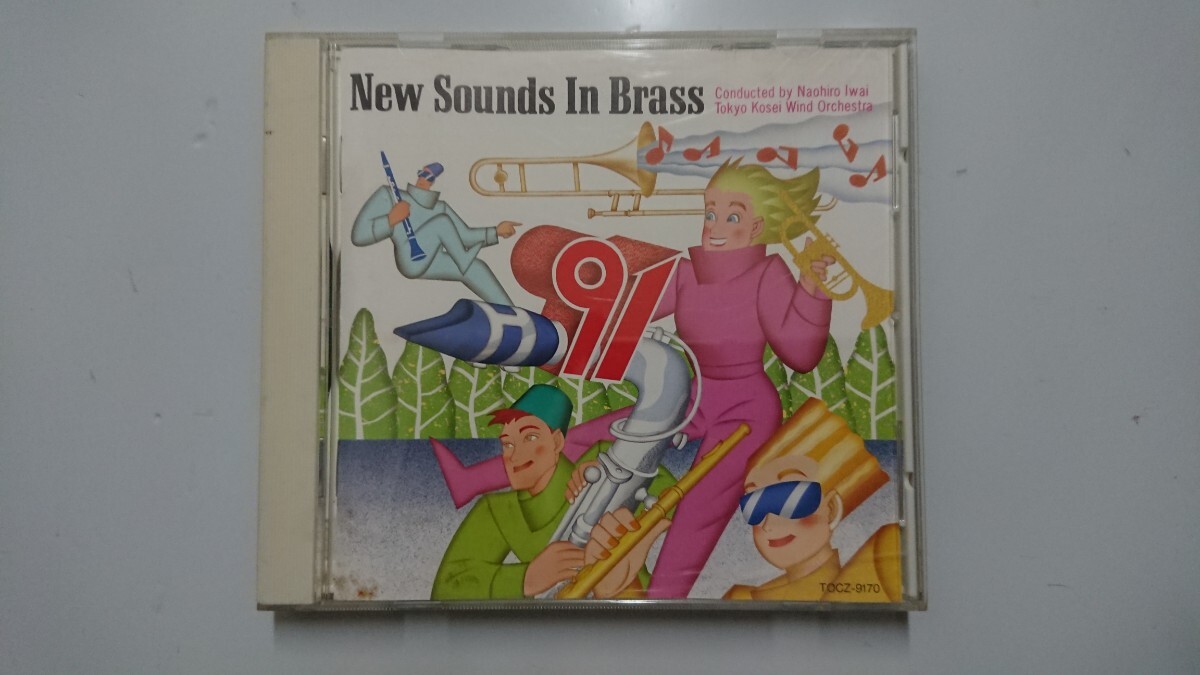 New Sounds In Brass
Conducted by Naohiro Iwai
Tokyo Kosei Wind Orchestra
91
TOCZ-9170